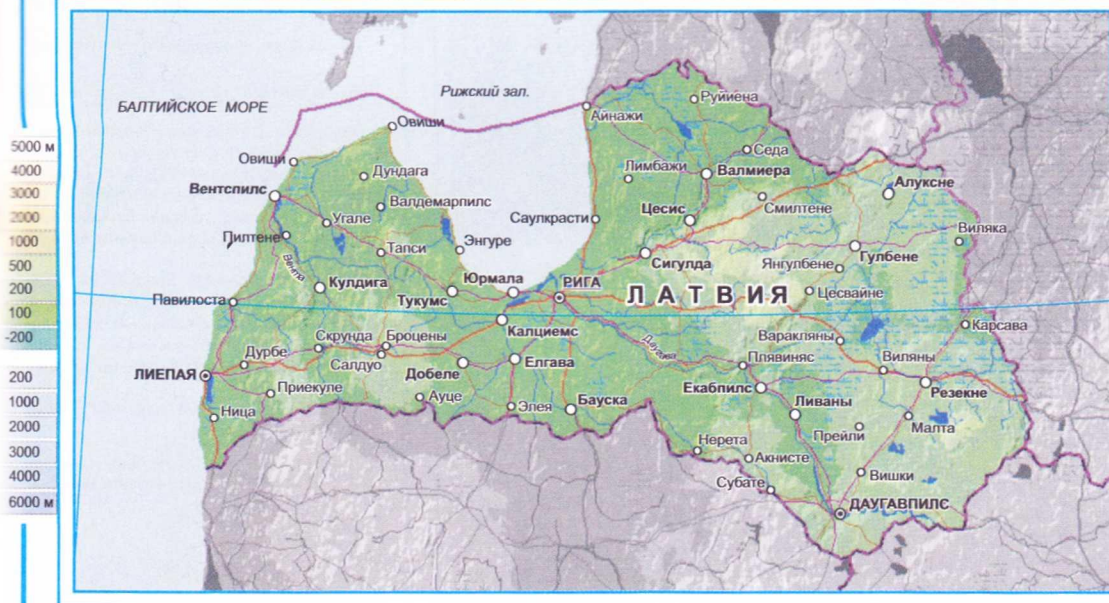 5000 м
4000
3000
2000
1000
500
200
100
-200
200
1000
2000
3000
4000
6000 м
БАЛТИЙСКОЕ МОРЕ
Рижский зал.
Овиши
Овиши
Дундага
Вентспилс
Валдемарпилс
Угале
Пилтене
Тапси
Энгуре
Вента
Кулдига
Юрмала
Тукумс
Павилоста
Калциемс
Скрунда
Броцены
Салдуо
Дурбе
Добеле
Елгава
ЛИЕПАЯ
Приекуле
Ауце
Элея
Бауска
Ница
Айнажи
Руйиена
Седа
Лимбажи
Валмиера
Алуксне
Саулкрасти
Цесис
Смилтене
Виляка
Сигулда
Гулбене
Янгулбене
РИГА
ЛАТВИЯ
Цесвайне
Карсава
Даугава
Варакляны
Плявиняс
Виляны
Екабпилс
Резекне
Ливаны
Прейли
Малта
Нерета
Акнисте
Субате
Вишки
ДАУГАВПИЛС